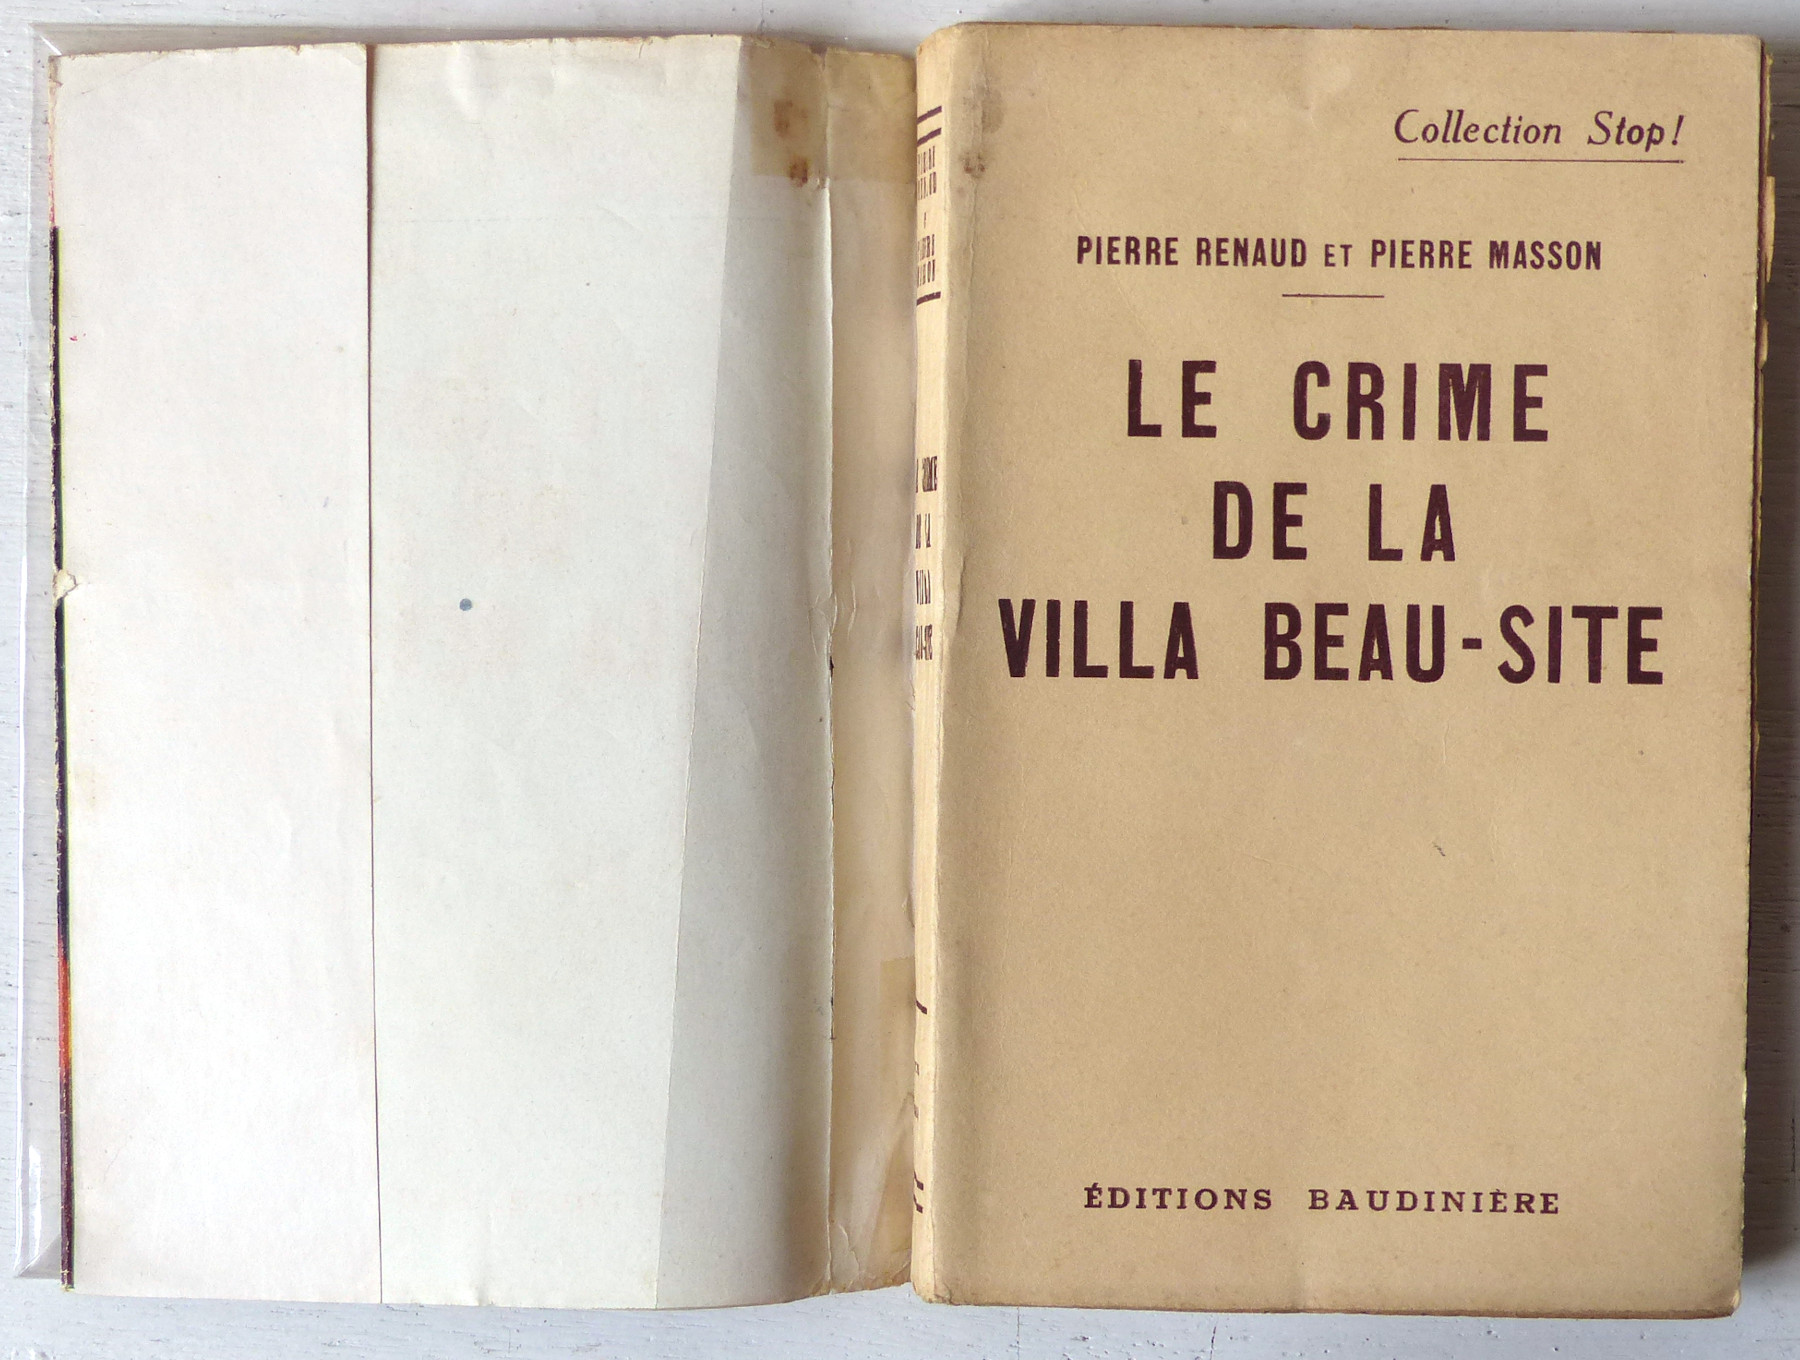 Collection Stop!
PIERRE RENAUD ET PIERRE MASSON
LE CRIME
DE LA
VILLA BEAU-SITE
ÉDITIONS BAUDINIÈRE